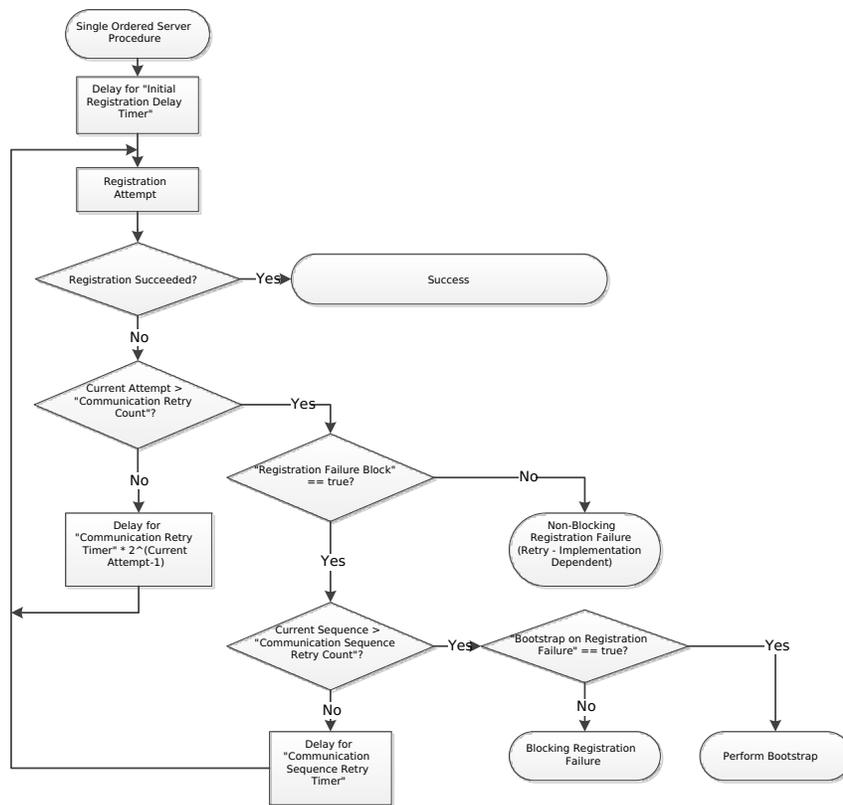 Single Ordered Server
Procedure
Delay for "Initial
Registration Delay
Timer"
Registration
Attempt
Registration Succeeded?
Yes
Success
No
Current Attempt >
"Communication Retry
Count"?
Yes
No
"Registration Failure Block"
== true?
No
Delay for
"Communication Retry
Timer" * 2^(Current
Attempt-1)
Non-Blocking
Registration Failure
(Retry - Implementation
Dependent)
Yes
Current Sequence >
"Communication Sequence
Retry Count"?
Yes
"Bootstrap on Registration
Failure" == true?
Yes
No
No
Delay for
"Communication
Sequence Retry
Timer"
Blocking Registration
Failure
Perform Bootstrap